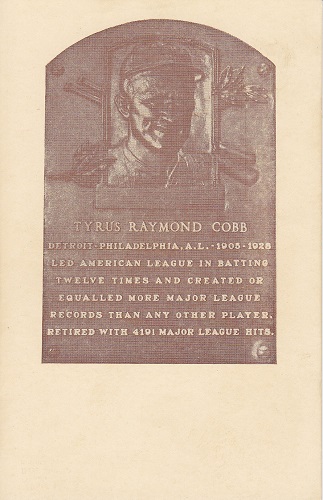 TYRUS RAYMOND COBB
DETROIT-PHILADELPHIA, A.L.-1905-1928
LED AMERICAN LEAGUE IN BATTING
TWELVE TIMES AND CREATED OR
EQUALLED MORE MAJOR LEAGUE
RECORDS THAN ANY OTHER PLAYER.
RETIRED WITH 4191 MAJOR LEAGUE HITS.